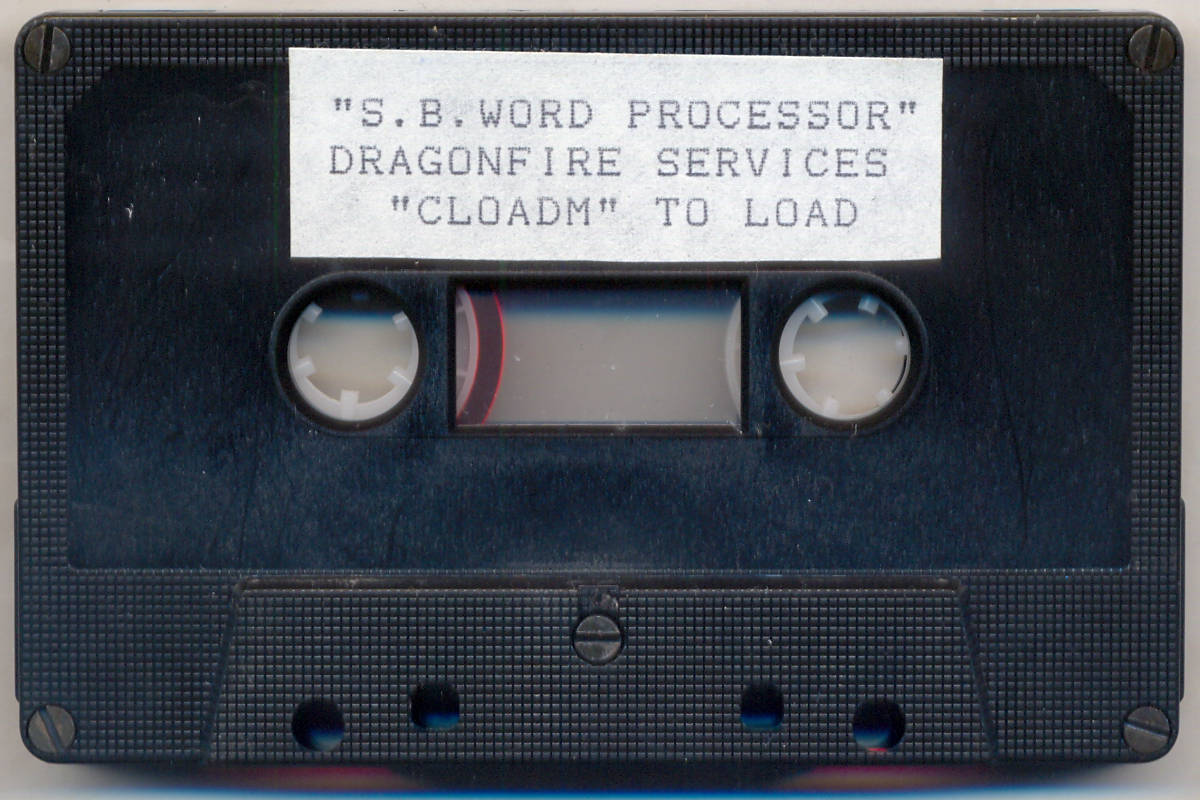 "S.B.WORD PROCESSOR"
DRAGONFIRE SERVICES
"CLOADM" TO LOAD